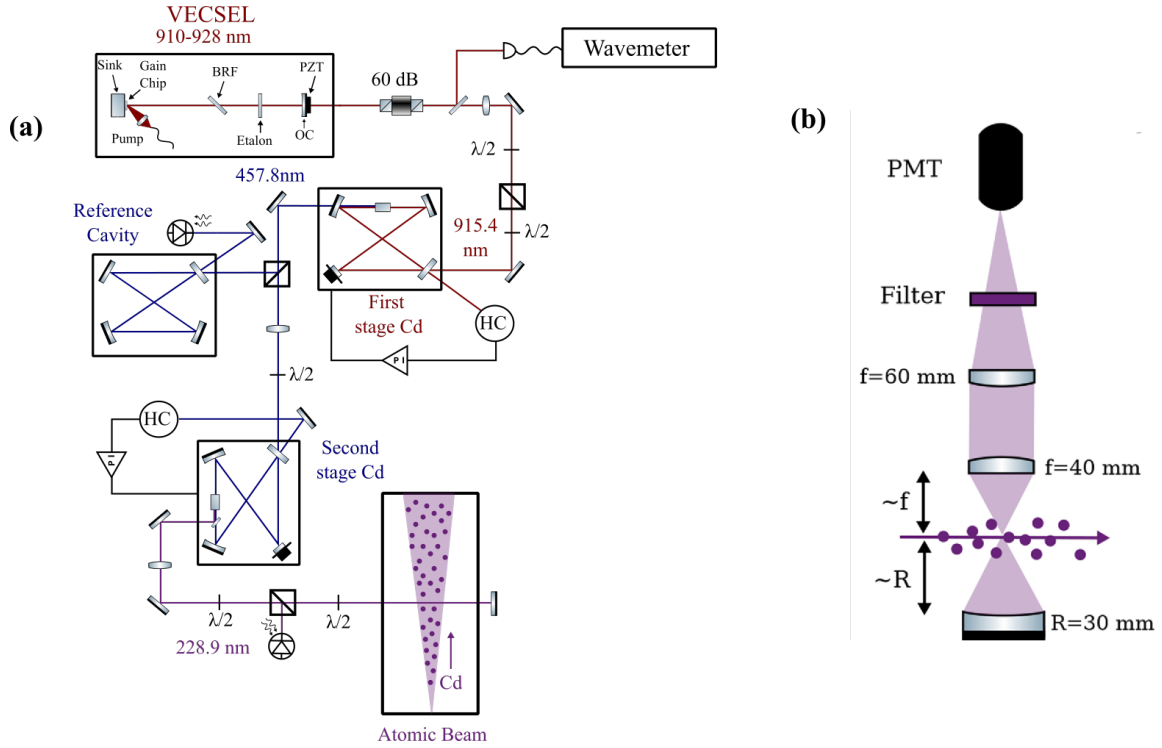 (a)
VECSEL
910-928 nm
Sink
Gain
Chip
BRF
PZT
Pump
Etalon
OC
60 dB
Wavemeter
λ/2
457.8nm
Reference
Cavity
915.4
nm
λ/2
First
stage Cd
HC
P I
λ/2
HC
P I
Second
stage Cd
λ/2
λ/2
228.9 nm
Cd
Atomic Beam
(b)
PMT
Filter
f=60 mm
f=40 mm
~f
~R
R=30 mm